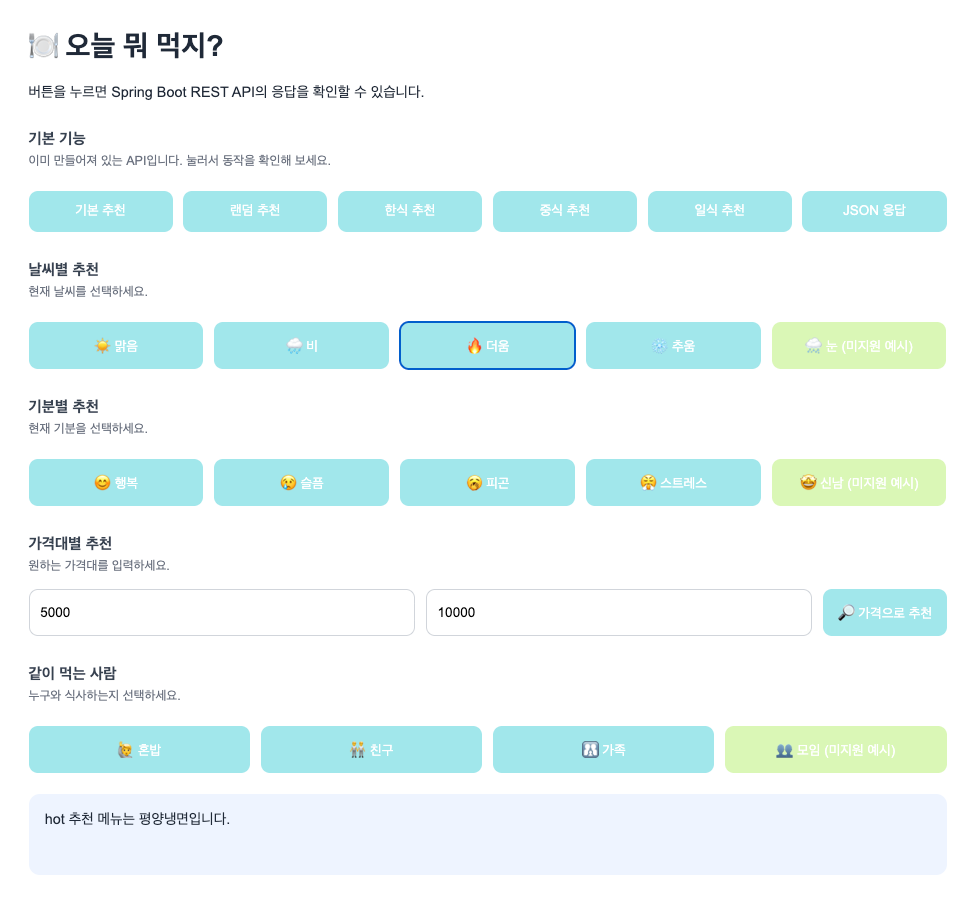 🍽️ 오늘 뭐 먹지?
버튼을 누르면 Spring Boot REST API의 응답을 확인할 수 있습니다.
기본 기능
이미 만들어져 있는 API입니다. 눌러서 동작을 확인해 보세요.
기본 추천 랜덤 추천 한식 추천 중식 추천 일식 추천 JSON 응답
날씨별 추천
현재 날씨를 선택하세요.
☀️ 맑음 🌧️ 비 🔥 더움 ❄️ 추움 🌨️ 눈 (미지원 예시)
기분별 추천
현재 기분을 선택하세요.
😊 행복 😢 슬픔 🥱 피곤 😤 스트레스 🤩 신남 (미지원 예시)
가격대별 추천
원하는 가격대를 입력하세요.
5000 10000 🔎 가격으로 추천
같이 먹는 사람
누구와 식사하는지 선택하세요.
🙋 혼밥 👬 친구 👪 가족 👥 모임 (미지원 예시)
hot 추천 메뉴는 평양냉면입니다.